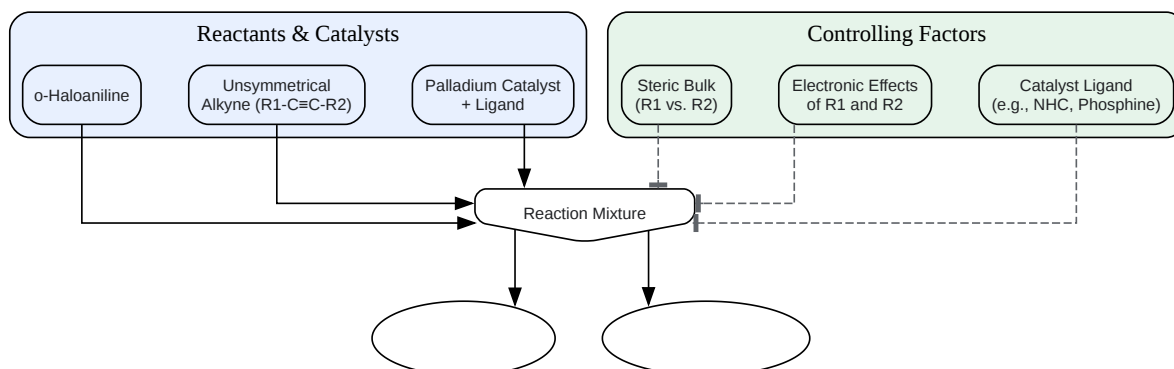 Reactants & Catalysts
Controlling Factors
o-Haloaniline
Unsymmetrical
Alkyne (R1-C≡C-R2)
Palladium Catalyst
+ Ligand
Steric Bulk
(R1 vs. R2)
Electronic Effects
of R1 and R2
Catalyst Ligand
(e.g., NHC, Phosphine)
Reaction Mixture